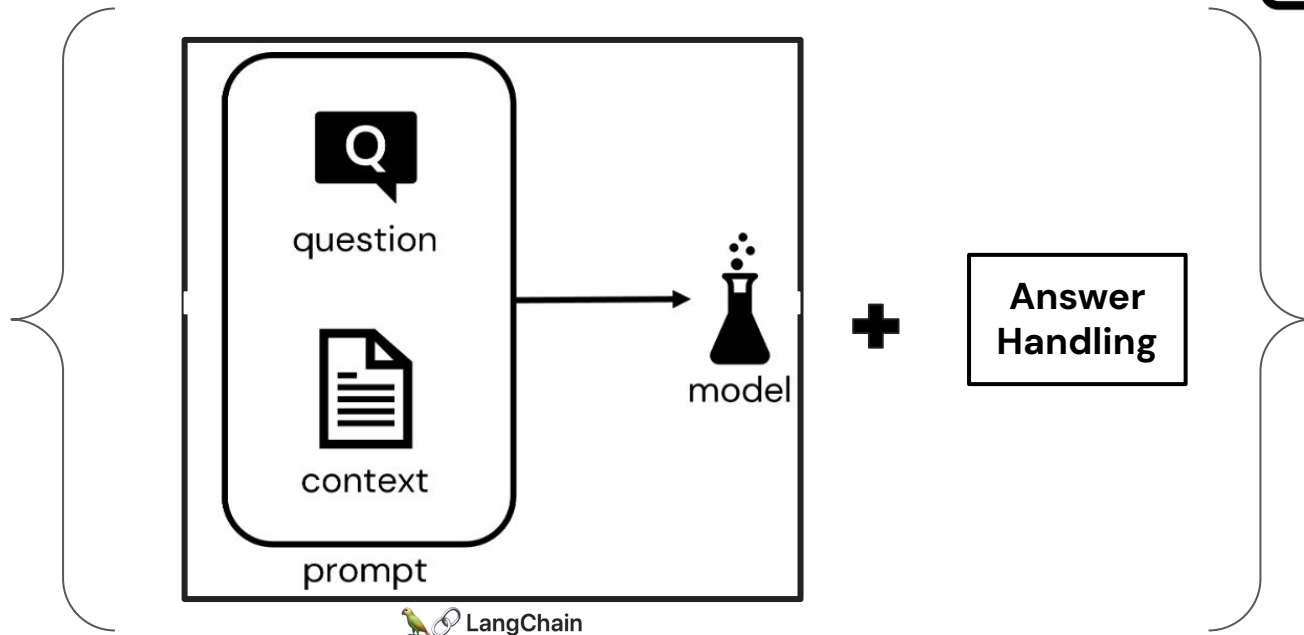 Q
question
context
prompt
model
Answer
Handling
LangChain